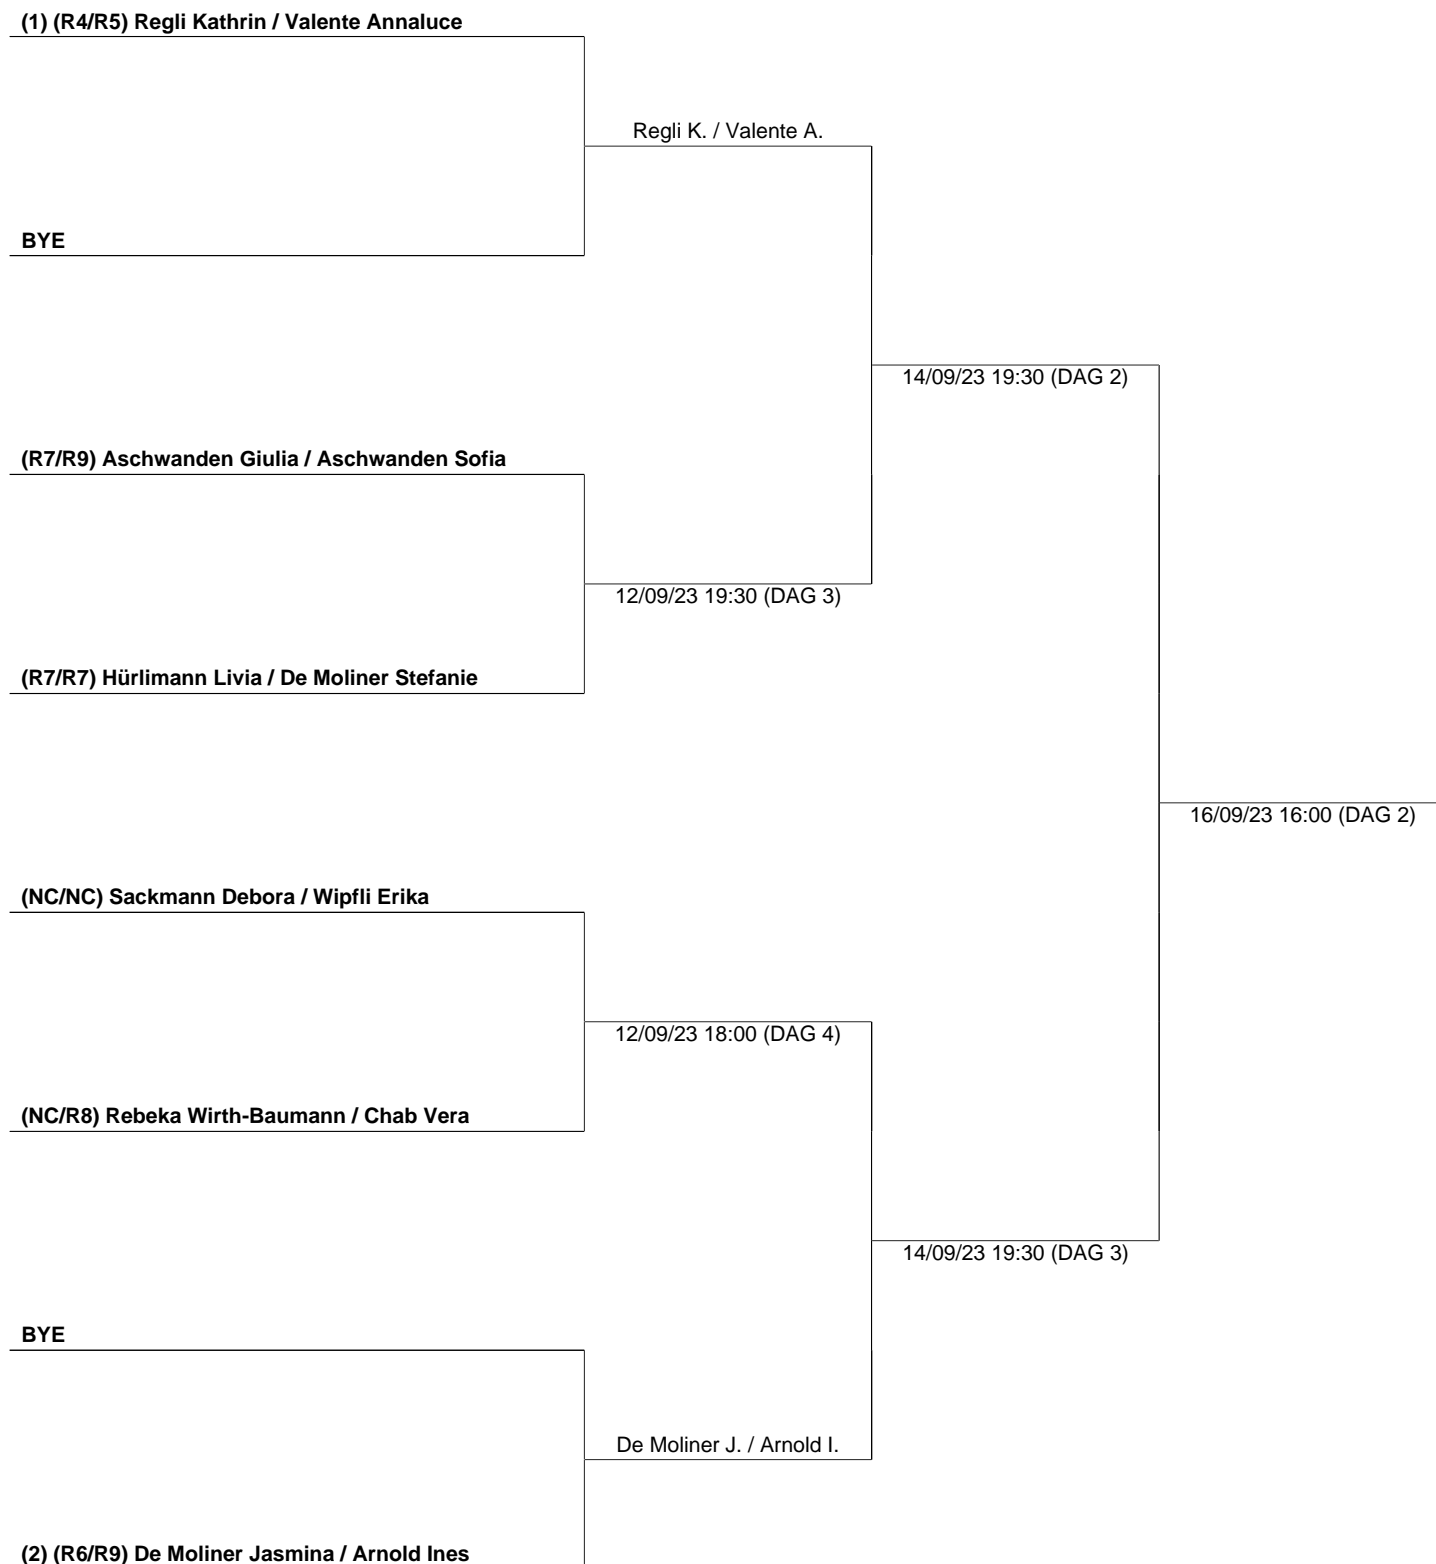 (1) (R4/R5) Regli Kathrin / Valente Annaluce
Regli K. / Valente A.
BYE
14/09/23 19:30 (DAG 2)
(R7/R9) Aschwanden Giulia / Aschwanden Sofia
12/09/23 19:30 (DAG 3)
(R7/R7) Hürlimann Livia / De Moliner Stefanie
16/09/23 16:00 (DAG 2)
(NC/NC) Sackmann Debora / Wipfli Erika
12/09/23 18:00 (DAG 4)
(NC/R8) Rebeka Wirth-Baumann / Chab Vera
14/09/23 19:30 (DAG 3)
BYE
De Moliner J. / Arnold I.
(2) (R6/R9) De Moliner Jasmina / Arnold Ines